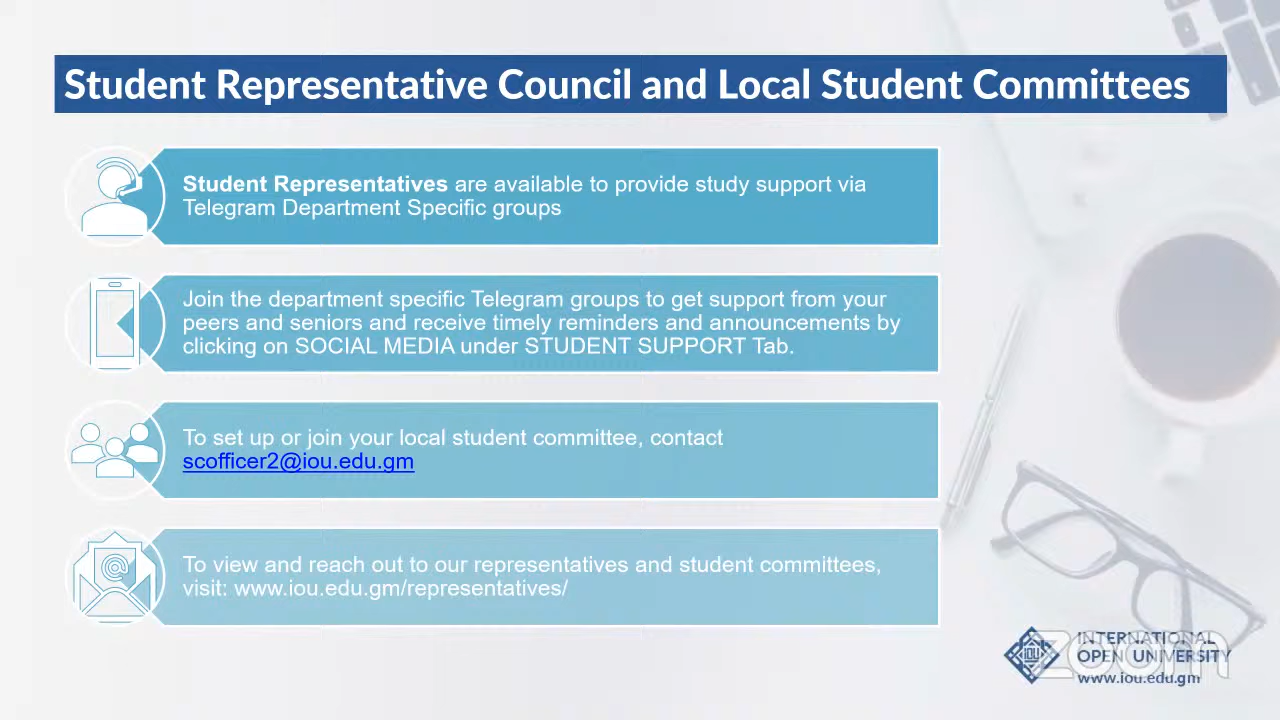 Student Representative Council and Local Student Committees
Student Representatives are available to provide study support via
Telegram Department Specific groups
Join the department specific Telegram groups to get support from your
peers and seniors and receive timely reminders and announcements by
clicking on SOCIAL MEDIA under STUDENT SUPPORT Tab.
To set up or join your local student committee, contact
scofficer2@iou.edu.gm
To view and reach out to our representatives and student committees,
visit: www.iou.edu.gm/representatives/
IOU
INTERNATIONAL
OPEN UNIVERSITY
www.iou.edu.gm
zoom